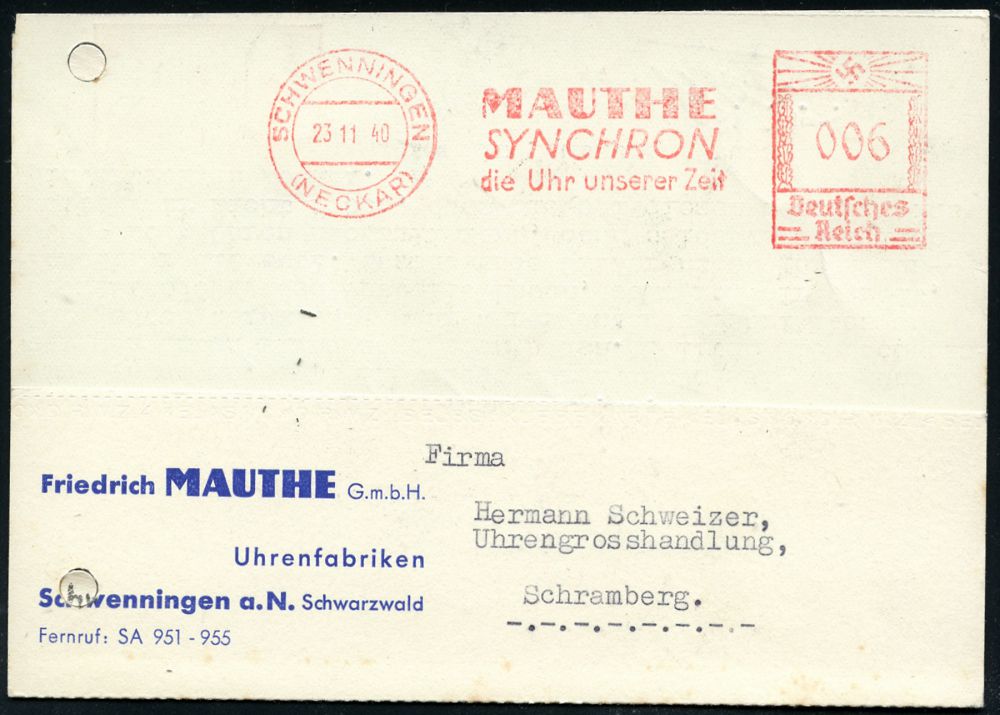 SCHWENNINGEN
23 11 40
(NECKAR)
MAUTHE
SYNCHRON
die Uhr unserer Zeit
006
Deutsches
Reich
Firma
Friedrich MAUTHE G.m.b.H.
Hermann Schweizer,
Uhrengrosshandlung,
Uhrenfabriken
Schramberg.
-.-.-.-.-.-.-.-
Schwenningen a.N. Schwarzwald
Fernruf: SA 951 - 955